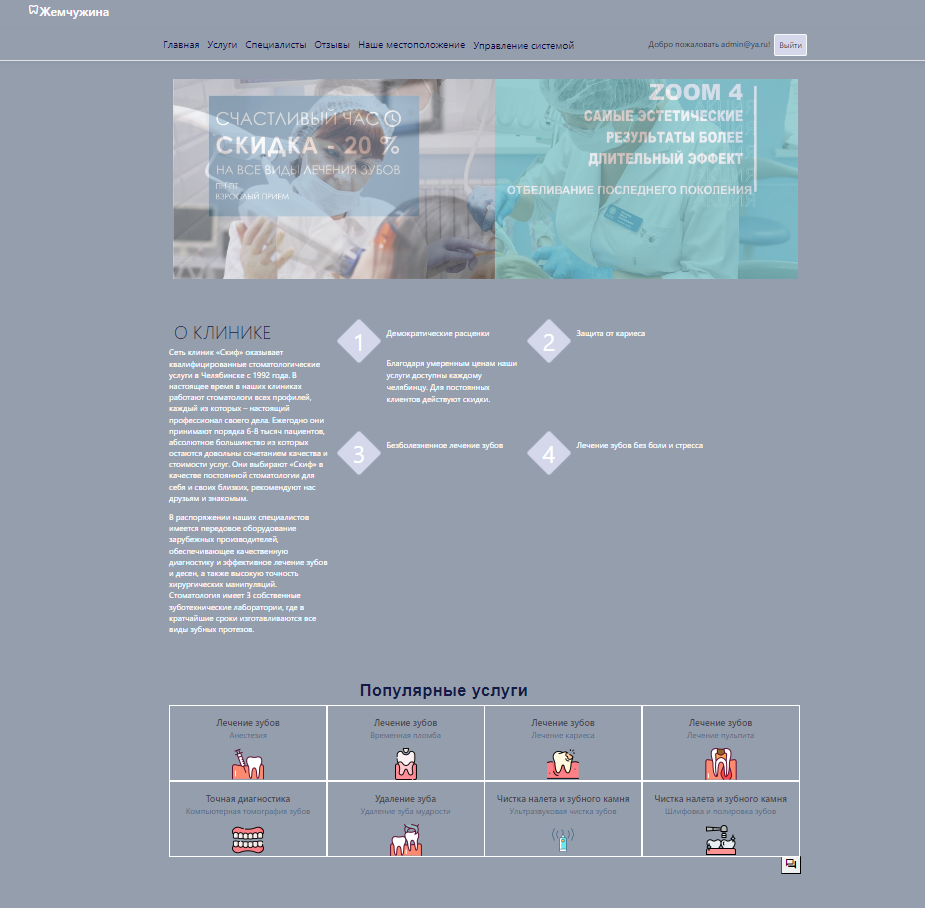 Жемчужина
Главная Услуги Специалисты Отзывы Наше местоположение Управление системой
Добро пожаловать admin@ya.ru! Выйти
СЧАСТЛИВЫЙ ЧАС
СКИДКА - 20 %
НА ВСЕ ВИДЫ ЛЕЧЕНИЯ ЗУБОВ
ПН-ПТ
ВЗРОСЛЫЙ ПРИЕМ
ZOOM 4
САМЫЕ ЭСТЕТИЧЕСКИЕ
РЕЗУЛЬТАТЫ БОЛЕЕ
ДЛИТЕЛЬНЫЙ ЭФФЕКТ
ОТБЕЛИВАНИЕ ПОСЛЕДНЕГО ПОКОЛЕНИЯ
О КЛИНИКЕ
Сеть клиник «Скиф» оказывает
квалифицированные стоматологические
услуги в Челябинске с 1992 года. В
настоящее время в наших клиниках
работают стоматологи всех профилей,
каждый из которых – настоящий
профессионал своего дела. Ежегодно они
принимают порядка 6-8 тысяч пациентов,
абсолютное большинство из которых
остаются довольны сочетанием качества и
стоимости услуг. Они выбирают «Скиф» в
качестве постоянной стоматологии для
себя и своих близких, рекомендуют нас
друзьям и знакомым.
В распоряжении наших специалистов
имеется передовое оборудование
зарубежных производителей,
обеспечивающее качественную
диагностику и эффективное лечение зубов
и десен, а также высокую точность
хирургических манипуляций.
Стоматология имеет 3 собственные
зуботехнические лаборатории, где в
кратчайшие сроки изготавливаются все
виды зубных протезов.
1
Демократические расценки
Благодаря умеренным ценам наши
услуги доступны каждому
челябинцу. Для постоянных
клиентов действуют скидки.
2
Защита от кариеса
3
Безболезненное лечение зубов
4
Лечение зубов без боли и стресса
Популярные услуги
Лечение зубов
Анестезия
Лечение зубов
Временная пломба
Лечение зубов
Лечение кариеса
Лечение зубов
Лечение пульпита
Точная диагностика
Компьютерная томография зубов
Удаление зуба
Удаление зуба мудрости
Чистка налета и зубного камня
Ультразвуковая чистка зубов
Чистка налета и зубного камня
Шлифовка и полировка зубов